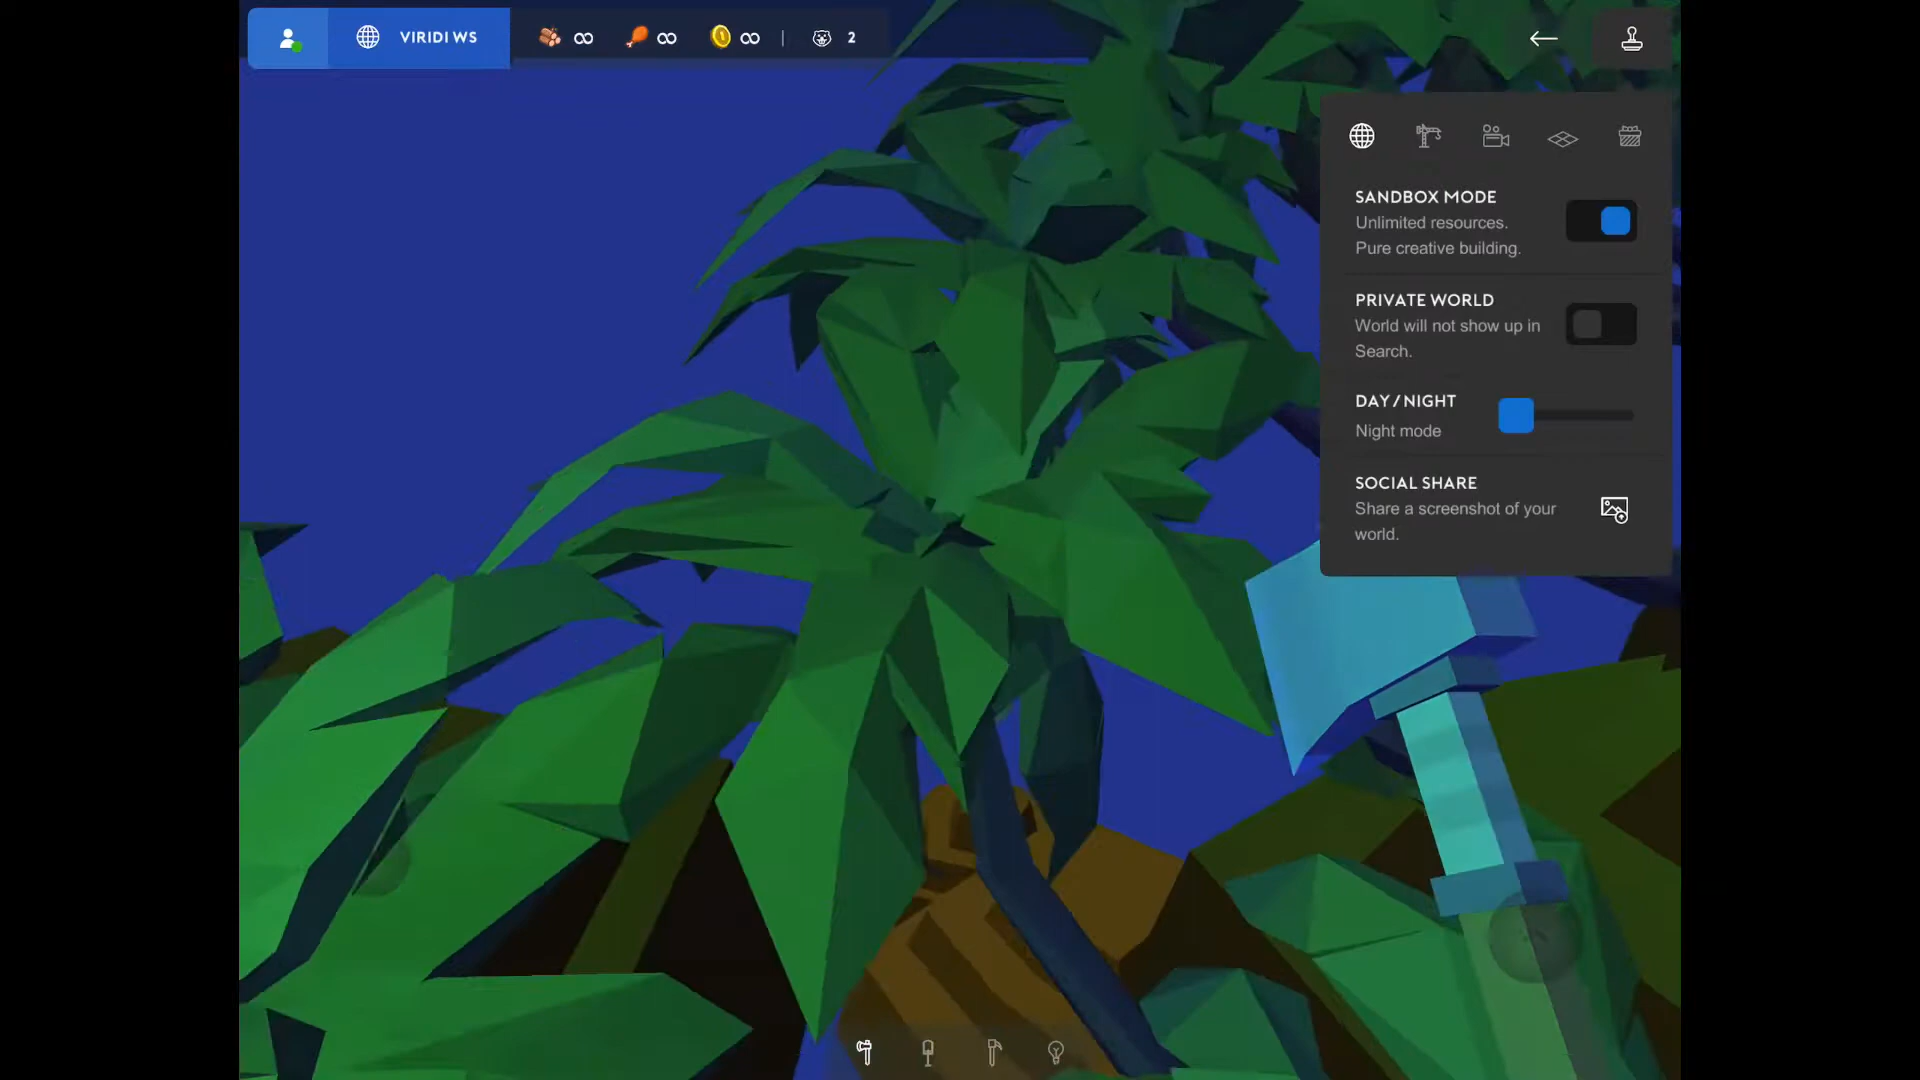 VIRIDI WS
∞ ∞ ∞ | 2
SANDBOX MODE
Unlimited resources.
Pure creative building.
PRIVATE WORLD
World will not show up in
Search.
DAY / NIGHT
Night mode
SOCIAL SHARE
Share a screenshot of your
world.